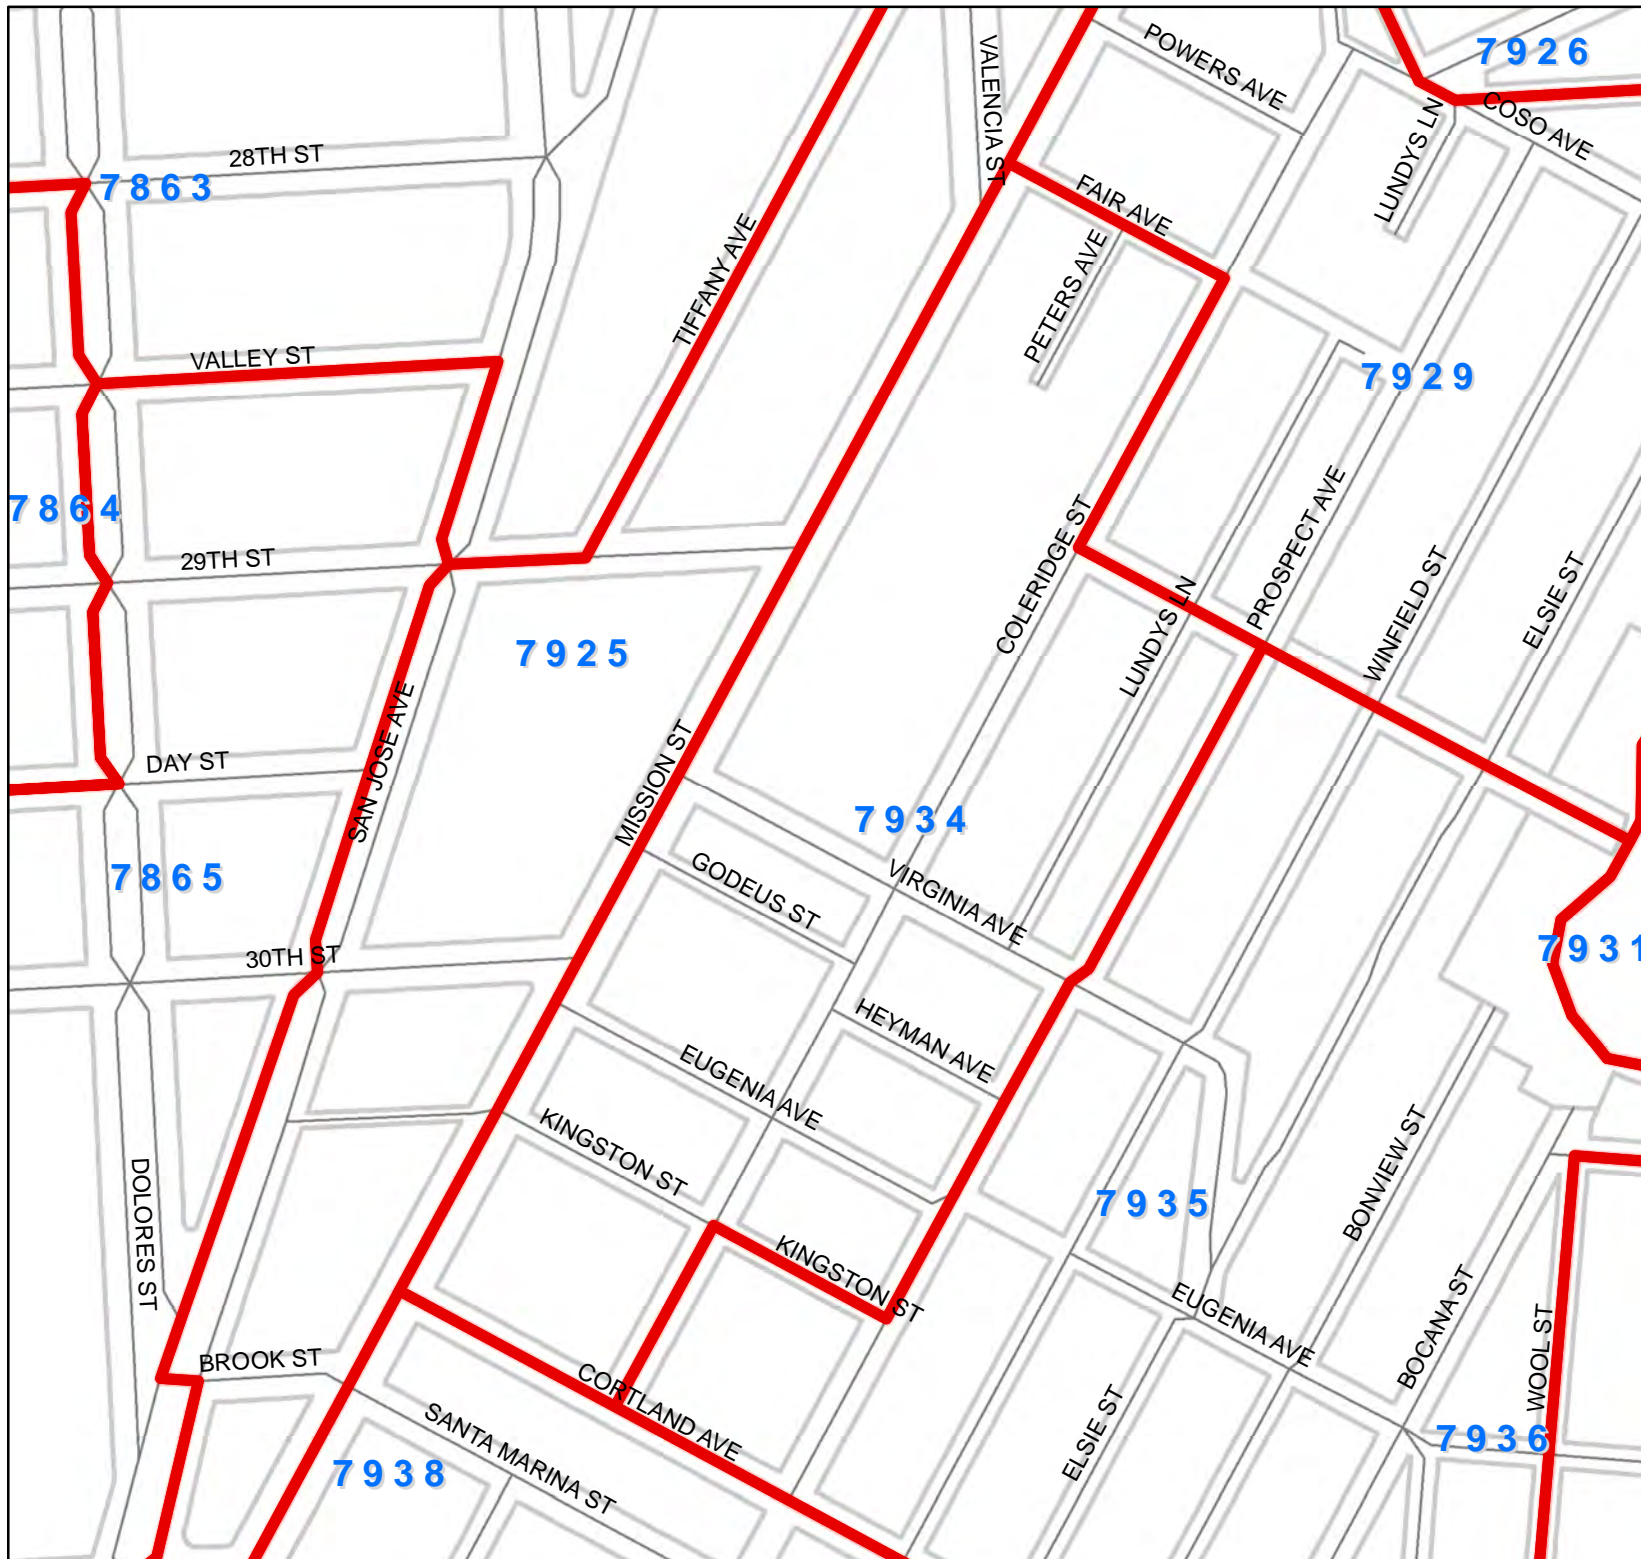 POWERS AVE
7926
VALENCIA ST
LUNDYS LN
COSO AVE
28TH ST
7863
FAIR AVE
TIFFANY AVE
PETERS AVE
VALLEY ST
7929
7864
COLERIDGE ST
PROSPECT AVE
29TH ST
WINFIELD ST
ELSIE ST
LUNDYS LN
7925
SAN JOSE AVE
MISSION ST
DAY ST
7934
7865
GODEUS ST
VIRGINIA AVE
30TH ST
7931
HEYMAN AVE
EUGENIA AVE
KINGSTON ST
BONVIEW ST
DOLORES ST
7935
KINGSTON ST
EUGENIA AVE
BOCANA ST
WOOL ST
BROOK ST
CORTLAND AVE
ELSIE ST
SANTA MARINA ST
7936
7938